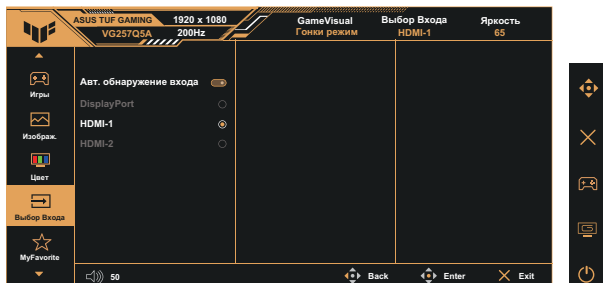 ASUS TUF GAMING 1920 x 1080 GameVisual Выбор Входа Яркость
VG257Q5A 200Hz Гонки режим HDMI-1 65
Игры
Изображ.
Цвет
Выбор Входа
MyFavorite
Авт. обнаружение входа
DisplayPort
HDMI-1
HDMI-2
50 Back Enter Exit